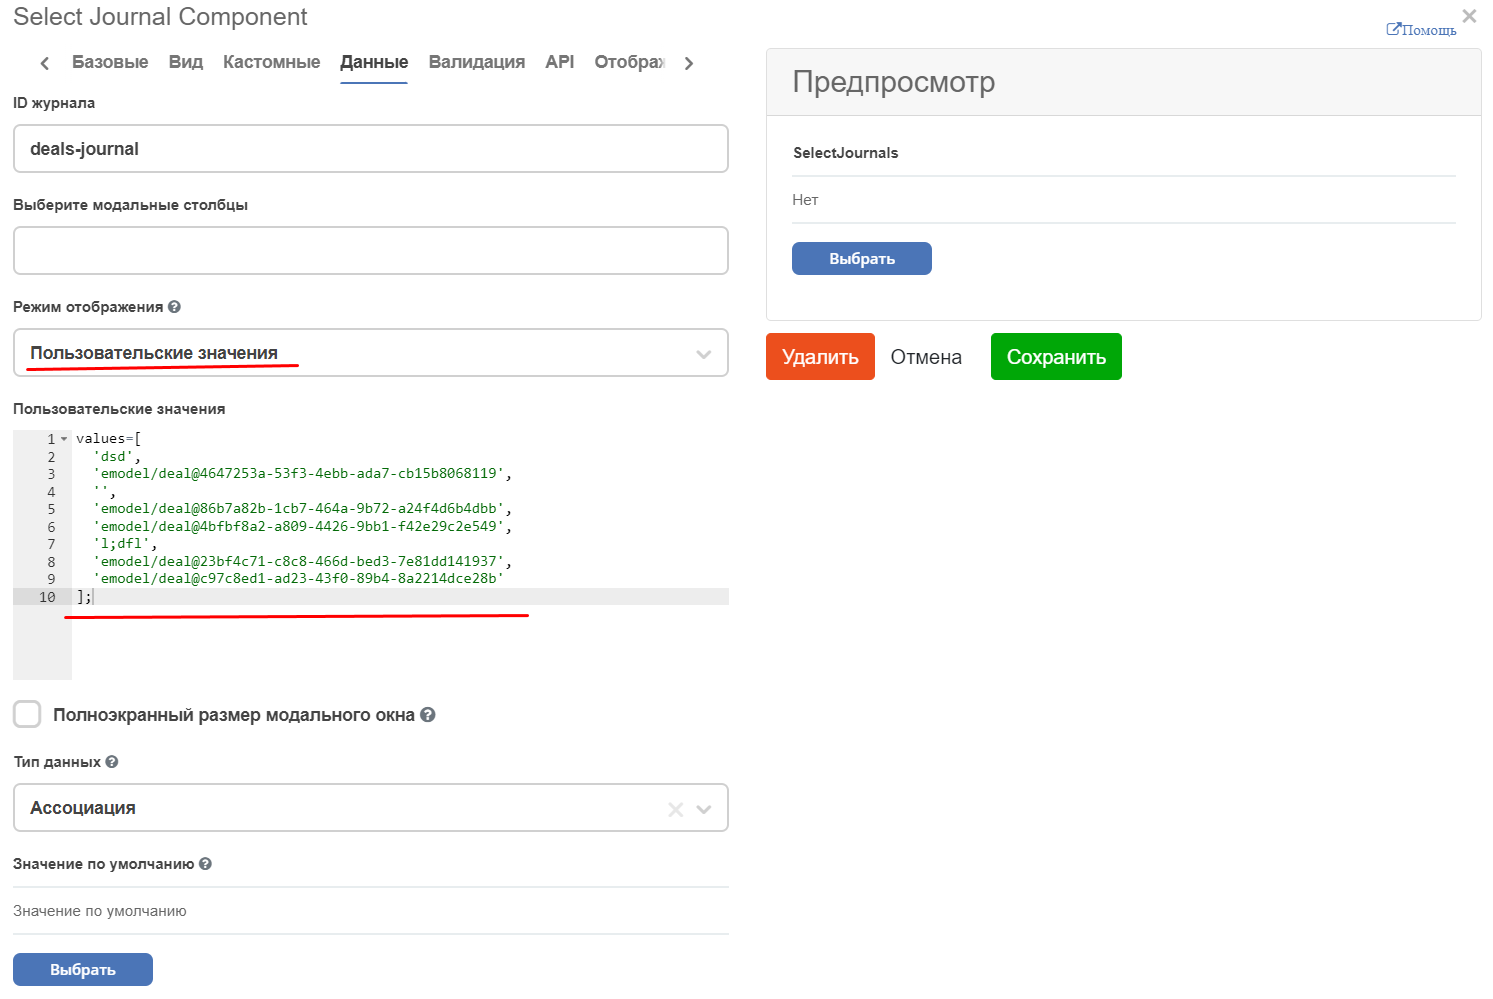 Select Journal Component
Помощь
Базовые Вид Кастомные Данные Валидация API Отображ
ID журнала
deals-journal
Выберите модальные столбцы
Режим отображения
Пользовательские значения
Пользовательские значения
1 values=[
2 'dsd',
3 'emodel/deal@4647253a-53f3-4ebb-ada7-cb15b8068119',
4 '',
5 'emodel/deal@86b7a82b-1cb7-464a-9b72-a24f4d6b4dbb',
6 'emodel/deal@4bfbf8a2-a809-4426-9bb1-f42e29c2e549',
7 'l;dfl',
8 'emodel/deal@23bf4c71-c8c8-466d-bed3-7e81dd141937',
9 'emodel/deal@c97c8ed1-ad23-43f0-89b4-8a2214dce28b'
10 ];
Полноэкранный размер модального окна
Тип данных
Ассоциация
Значение по умолчанию
Значение по умолчанию
Выбрать
Предпросмотр
SelectJournals
Нет
Выбрать
Удалить Отмена Сохранить